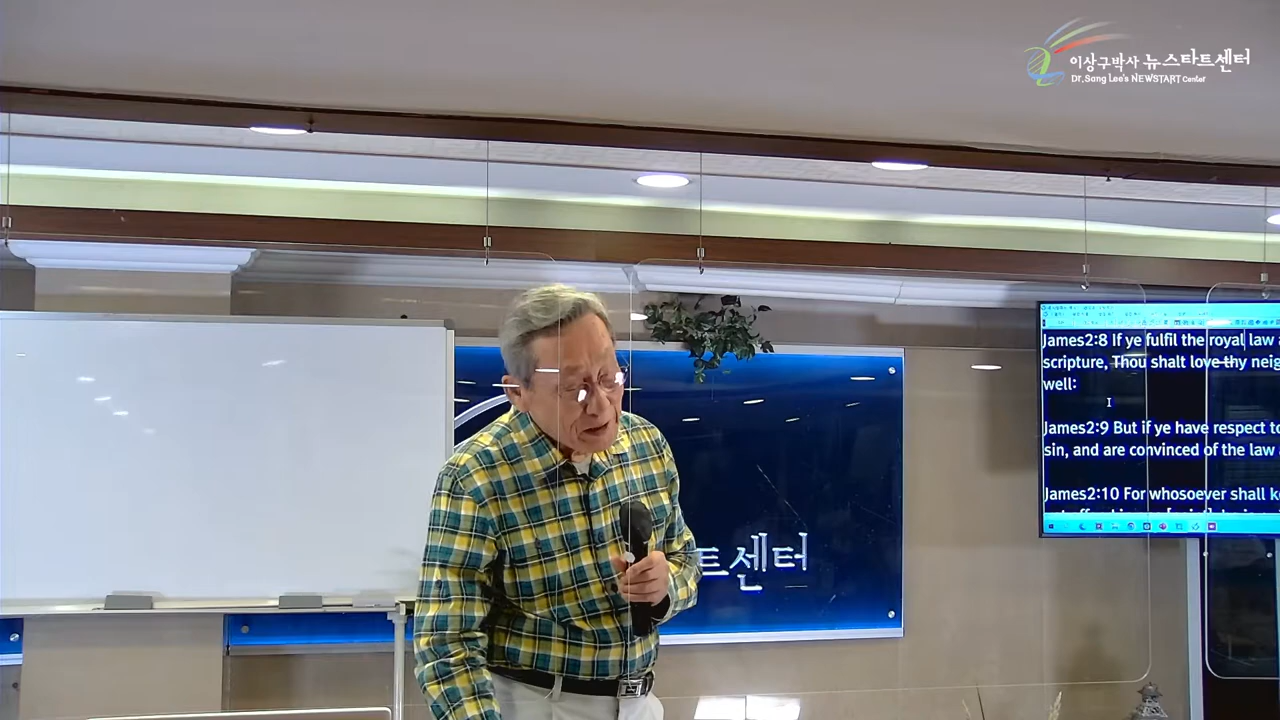 이상구박사 뉴스타트센터
Dr. Sang Lee's NEWSTART Center
James2:8 If ye fulfil the royal law
scripture, Thou shalt love thy neig
well:
James2:9 But if ye have respect to
sin, and are convinced of the law
James2:10 For whosoever shall k
트센터